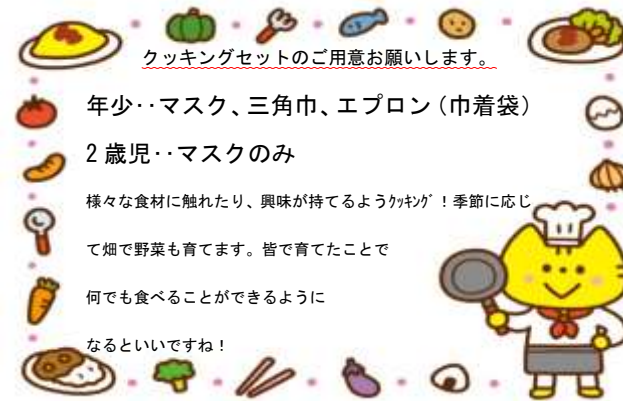 クッキングセットのご用意お願いします。
年少‥マスク、三角巾、エプロン(巾着袋)
2歳児‥マスクのみ
様々な食材に触れたり、興味が持てるようｸｯｷﾝｸﾞ！季節に応じ
て畑で野菜も育てます。皆で育てたことで
何でも食べることができるように
なるといいですね！